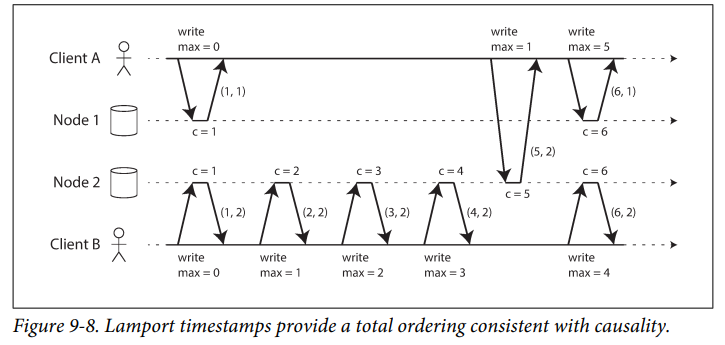 write
max = 0
write
max = 1
write
max = 5
Client A
(1, 1)
(6, 1)
Node 1
c = 1
c = 6
(5, 2)
c = 1
c = 2
c = 3
c = 4
c = 6
Node 2
c = 5
(1, 2)
(2, 2)
(3, 2)
(4, 2)
(6, 2)
Client B
write
max = 0
write
max = 1
write
max = 2
write
max = 3
write
max = 4
Figure 9-8. Lamport timestamps provide a total ordering consistent with causality.